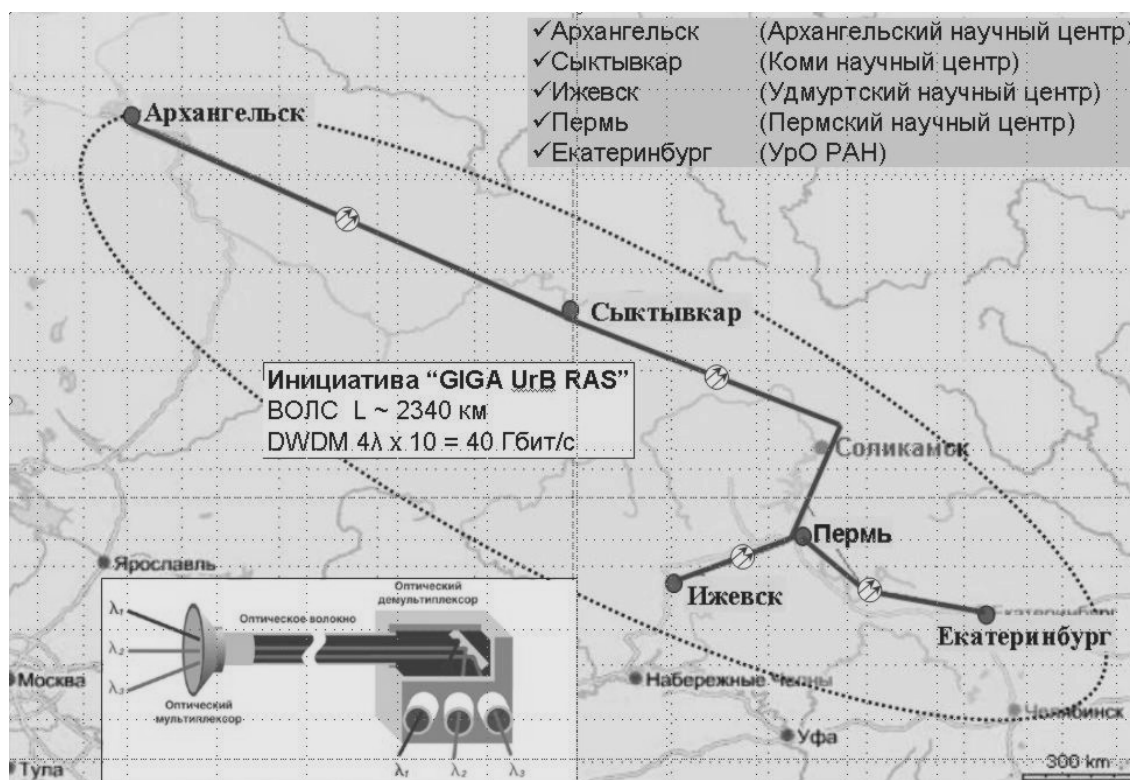 ✓Архангельск (Архангельский научный центр)
✓Сыктывкар (Коми научный центр)
✓Ижевск (Удмуртский научный центр)
✓Пермь (Пермский научный центр)
✓Екатеринбург (УрО РАН)
Архангельск
Сыктывкар
Инициатива “GIGA UrB RAS”
ВОЛС L ~ 2340 км
DWDM 4λ x 10 = 40 Гбит/с
Соликамск
Пермь
Ярославль
Ижевск
Екатеринбург
Екатеринбург
Оптический
демультиплексор
Оптическое волокно
λ₁
λ₂
λ₃
Оптический
мультиплексор
λ₁ λ₂ λ₃
Москва
Набережные Челны
Челябинск
Уфа
Тула
300 km